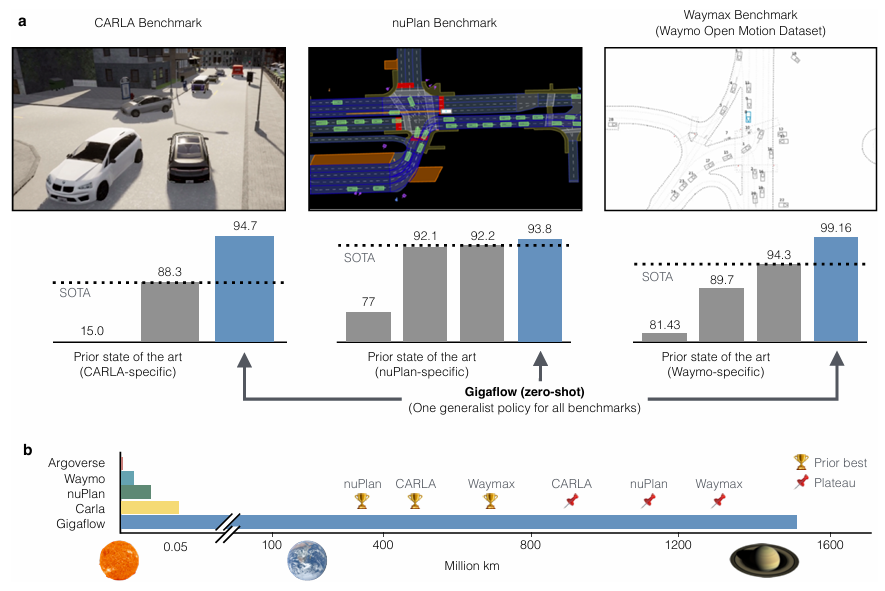 a
CARLA Benchmark
nuPlan Benchmark
Waymax Benchmark
(Waymo Open Motion Dataset)
94.7
88.3
SOTA
15.0
Prior state of the art
(CARLA-specific)
93.8
92.1
92.2
SOTA
77
Prior state of the art
(nuPlan-specific)
99.16
94.3
SOTA
89.7
81.43
Prior state of the art
(Waymo-specific)
Gigaflow (zero-shot)
(One generalist policy for all benchmarks)
b
Argoverse
Waymo
nuPlan
Carla
Gigaflow
nuPlan
CARLA
Waymax
CARLA
nuPlan
Waymax
Prior best
Plateau
0.05
100
400
800
1200
1600
Million km